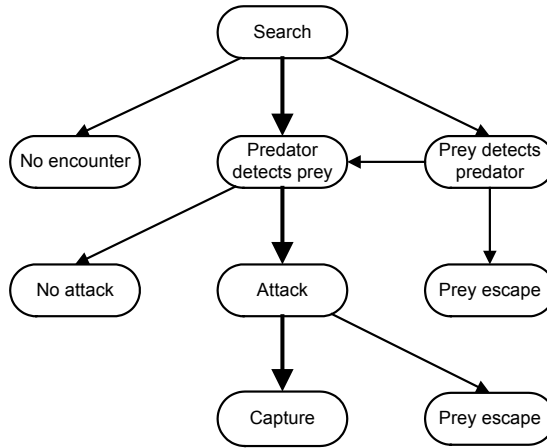 Search
No encounter
Predator
detects prey
Prey detects
predator
No attack
Attack
Prey escape
Capture
Prey escape